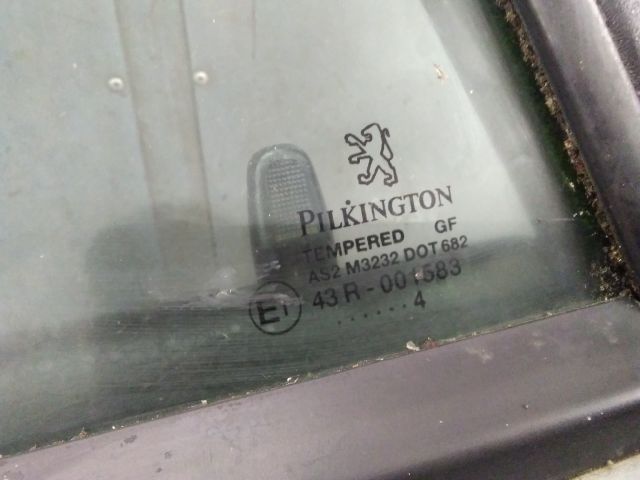 PILKINGTON
TEMPERED GF
AS2 M3232 DOT 682
E1 43 R-001583
......4